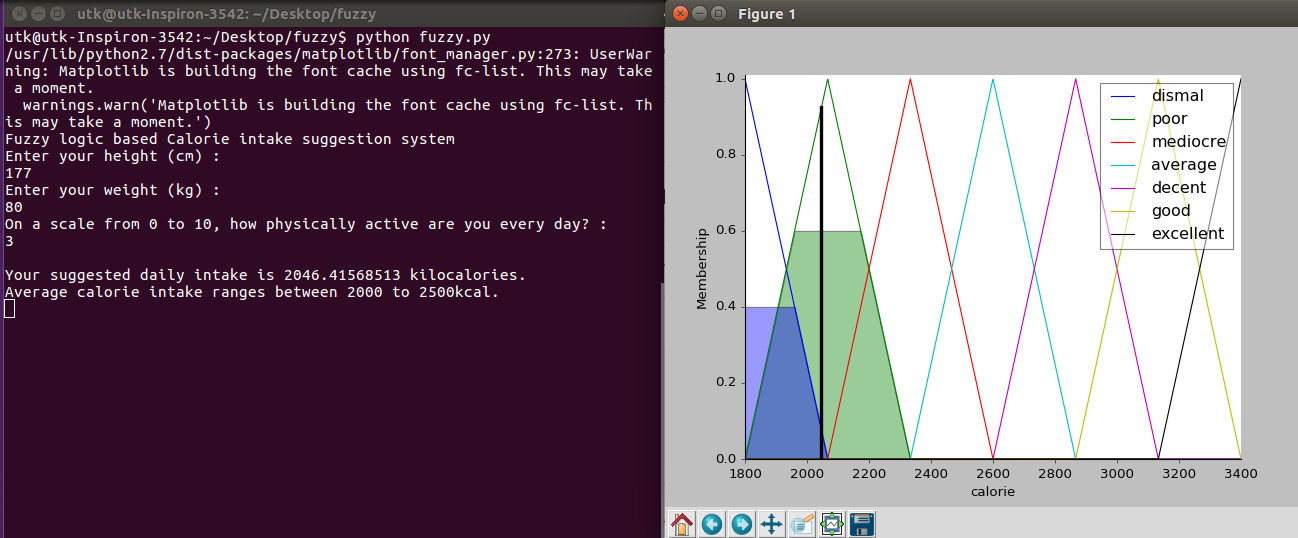 utk@utk-Inspiron-3542: ~/Desktop/fuzzy
utk@utk-Inspiron-3542:~/Desktop/fuzzy$ python fuzzy.py
/usr/lib/python2.7/dist-packages/matplotlib/font_manager.py:273: UserWar
ning: Matplotlib is building the font cache using fc-list. This may take
 a moment.
  warnings.warn('Matplotlib is building the font cache using fc-list. Th
is may take a moment.')
Fuzzy logic based Calorie intake suggestion system
Enter your height (cm) :
177
Enter your weight (kg) :
80
On a scale from 0 to 10, how physically active are you every day? :
3
Your suggested daily intake is 2046.41568513 kilocalories.
Average calorie intake ranges between 2000 to 2500kcal.
Figure 1
1.0
0.8
0.6
0.4
0.2
0.0
Membership
dismal
poor
mediocre
average
decent
good
excellent
1800 2000 2200 2400 2600 2800 3000 3200 3400
calorie